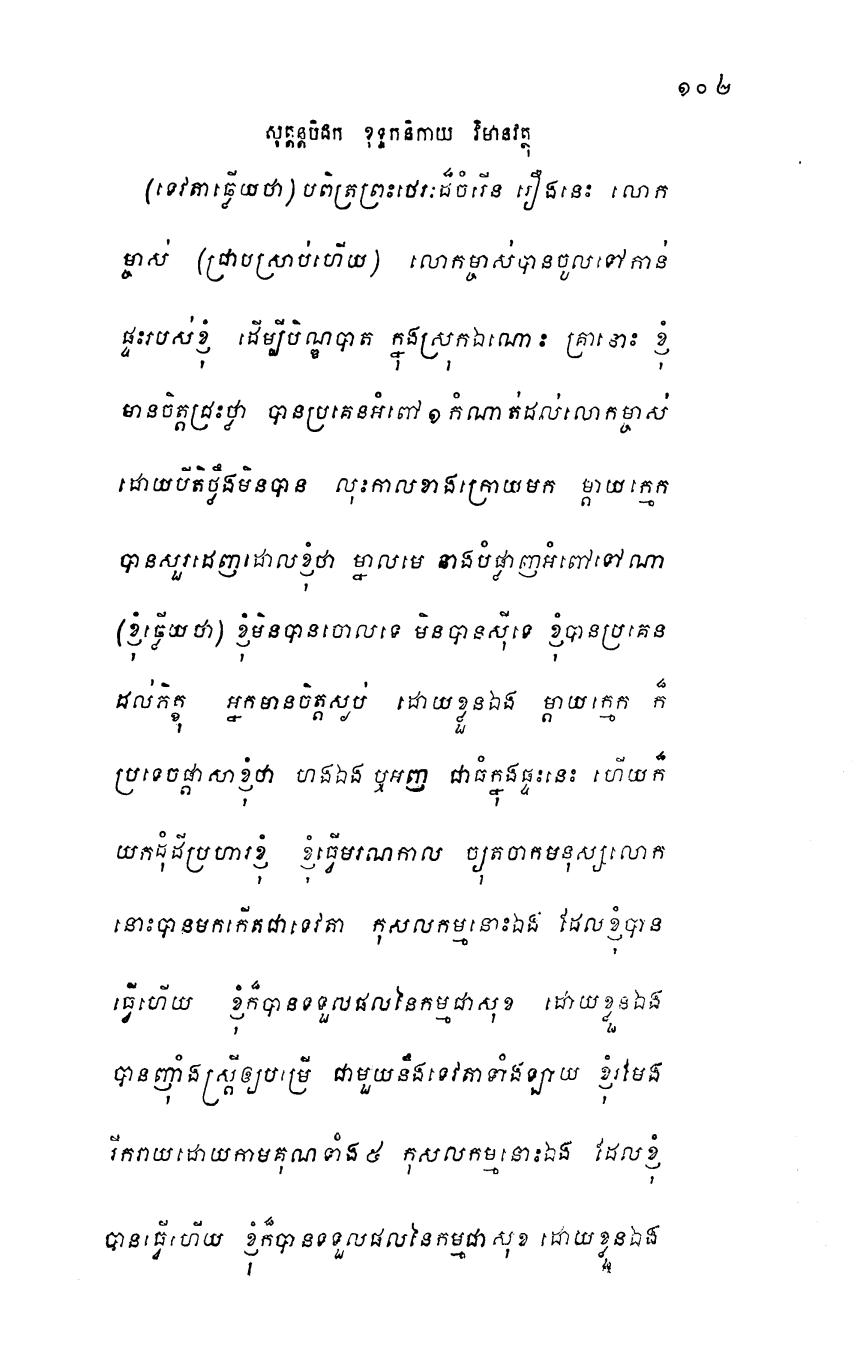 ១០២
សុត្តន្តបិដក ខុទ្ទកនិកាយ វិមានវត្ថុ
(ទេវតាឆ្លើយថា) បពិត្រព្រះថេរៈដ៏ចំរើន រឿងនេះ លោក
ម្ចាស់ (ជ្រាបស្រាប់ហើយ) លោកម្ចាស់បានចូលទៅកាន់
ផ្ទះរបស់ខ្ញុំ ដើម្បីបិណ្ឌបាត ក្នុងស្រុកឯណោះ គ្រានោះ ខ្ញុំ
មានចិត្តជ្រះថ្លា បានប្រគេនអំពៅ ១ កំណាត់ដល់លោកម្ចាស់
ដោយបីតិថ្លឹងមិនបាន លុះកាលខាងក្រោយមក ម្តាយក្មេក
បានសួរដេញដោលខ្ញុំថា ម្នាលមេ នាងបំផ្លាញអំពៅទៅណា
(ខ្ញុំឆ្លើយថា) ខ្ញុំមិនបានចោលទេ មិនបានស៊ីទេ ខ្ញុំបានប្រគេន
ដល់ភិក្ខុ អ្នកមានចិត្តស្ងប់ ដោយខ្លួនឯង ម្តាយក្មេក ក៏
ប្រទេចផ្តាសាខ្ញុំថា ហងឯង ឬអញ ជាធំក្នុងផ្ទះនេះ ហើយក៏
យកដុំដីប្រហារខ្ញុំ ខ្ញុំធ្វើមរណកាល ច្យុតចាកមនុស្សលោក
នោះបានមកកើតជាទេវតា កុសលកម្មនោះឯង ដែលខ្ញុំបាន
ធ្វើហើយ ខ្ញុំក៏បានទទួលផលនៃកម្មជាសុខ ដោយខ្លួនឯង
បានញ៉ាំងស្ត្រីឲ្យបម្រើ ជាមួយនឹងទេវតាទាំងឡាយ ខ្ញុំរមែង
រីករាយដោយកាមគុណទាំង ៥ កុសលកម្មនោះឯង ដែលខ្ញុំ
បានធ្វើហើយ ខ្ញុំក៏បានទទួលផលនៃកម្មជាសុខ ដោយខ្លួនឯង